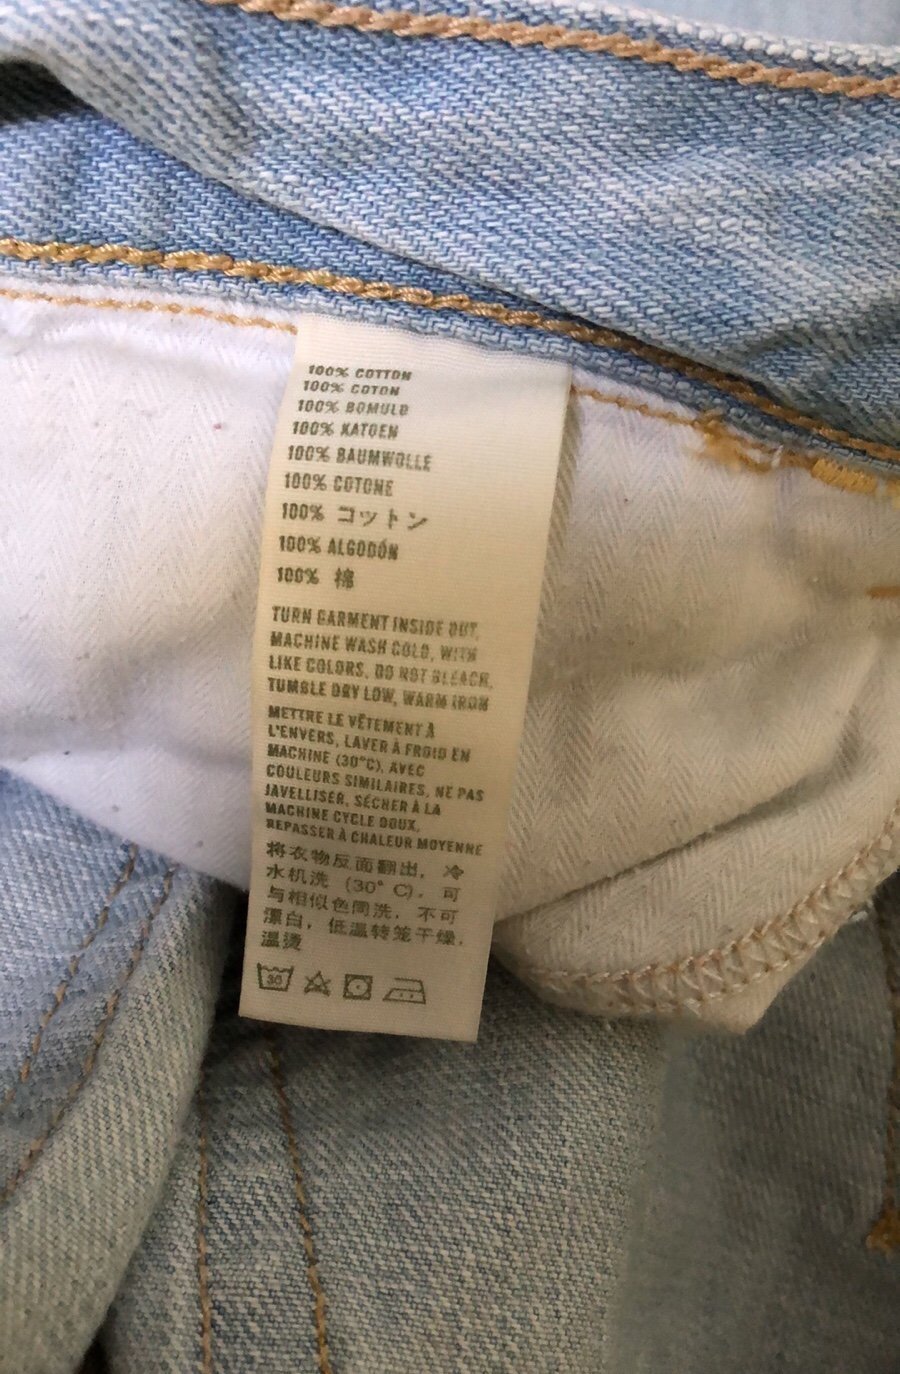 100% COTTON
100% COTON
100% BOMULD
100% KATOEN
100% BAUMWOLLE
100% COTONE
100% コットン
100% ALGODÓN
100% 棉
TURN GARMENT INSIDE OUT,
MACHINE WASH COLD, WITH
LIKE COLORS, DO NOT BLEACH,
TUMBLE DRY LOW, WARM IRON
METTRE LE VÊTEMENT À
L'ENVERS, LAVER À FROID EN
MACHINE (30°C), AVEC
COULEURS SIMILAIRES, NE PAS
JAVELLISER, SÉCHER À LA
MACHINE CYCLE DOUX,
REPASSER À CHALEUR MOYENNE
将衣物反面翻出，冷
水机洗 (30° C)，可
与相似色同洗，不可
漂白，低温转笼干燥，
温烫
30